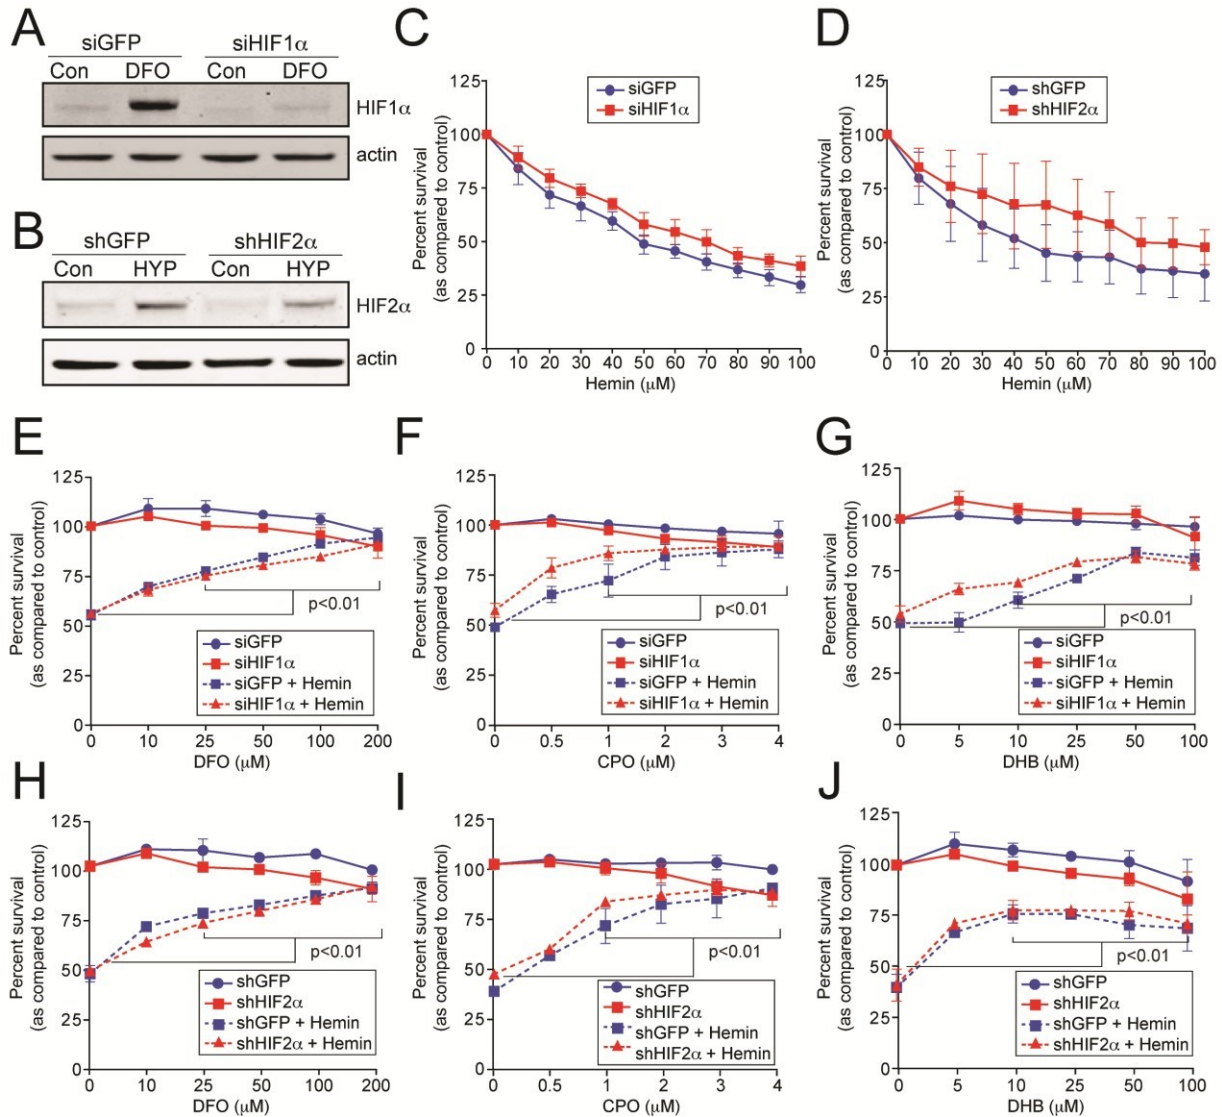 A
siGFP siHIF1α
Con DFO Con DFO
HIF1α
actin
B
shGFP shHIF2α
Con HYP Con HYP
HIF2α
actin
C
Percent survival
(as compared to control)
125
100
75
50
25
0
siGFP
siHIF1α
0 10 20 30 40 50 60 70 80 90 100
Hemin (μM)
D
Percent survival
(as compared to control)
125
100
75
50
25
0
shGFP
shHIF2α
0 10 20 30 40 50 60 70 80 90 100
Hemin (μM)
E
Percent survival
(as compared to control)
125
100
75
50
25
0
p<0.01
siGFP
siHIF1α
siGFP + Hemin
siHIF1α + Hemin
0 10 25 50 100 200
DFO (μM)
F
Percent survival
(as compared to control)
125
100
75
50
25
0
p<0.01
siGFP
siHIF1α
siGFP + Hemin
siHIF1α + Hemin
0 0.5 1 2 3 4
CPO (μM)
G
Percent survival
(as compared to control)
125
100
75
50
25
0
p<0.01
siGFP
siHIF1α
siGFP + Hemin
siHIF1α + Hemin
0 5 10 25 50 100
DHB (μM)
H
Percent survival
(as compared to control)
125
100
75
50
25
0
p<0.01
shGFP
shHIF2α
shGFP + Hemin
shHIF2α + Hemin
0 10 25 50 100 200
DFO (μM)
I
Percent survival
(as compared to control)
125
100
75
50
25
0
p<0.01
shGFP
shHIF2α
shGFP + Hemin
shHIF2α + Hemin
0 0.5 1 2 3 4
CPO (μM)
J
Percent survival
(as compared to control)
125
100
75
50
25
0
p<0.01
shGFP
shHIF2α
shGFP + Hemin
shHIF2α + Hemin
0 5 10 25 50 100
DHB (μM)